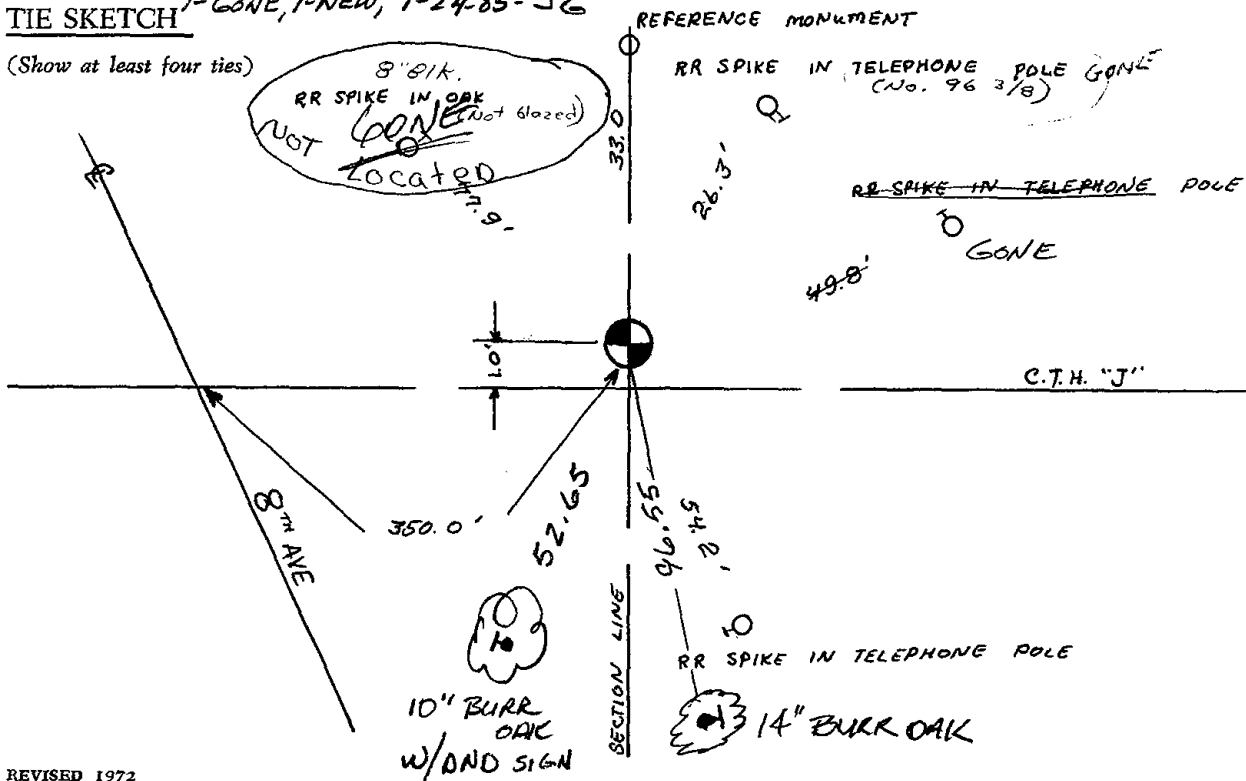 TIE SKETCH 1-GONE, 1-NEW, 1-24-85-JG
REFERENCE MONUMENT
(Show at least four ties)
8" Blk.
RR SPIKE IN OAK
(Not Blazed)
GONE
NOT
Located
47.9'
33.0
RR SPIKE IN TELEPHONE POLE GONE
(No. 96 3/8)
26.3'
RR SPIKE IN TELEPHONE POLE
GONE
49.8'
1.0'
C.T.H. "J"
8TH AVE
350.0'
52.65
96.55
54.2'
SECTION LINE
RR SPIKE IN TELEPHONE POLE
10" BURR
OAK
W/AND SIGN
14" BURR OAK
REVISED 1972